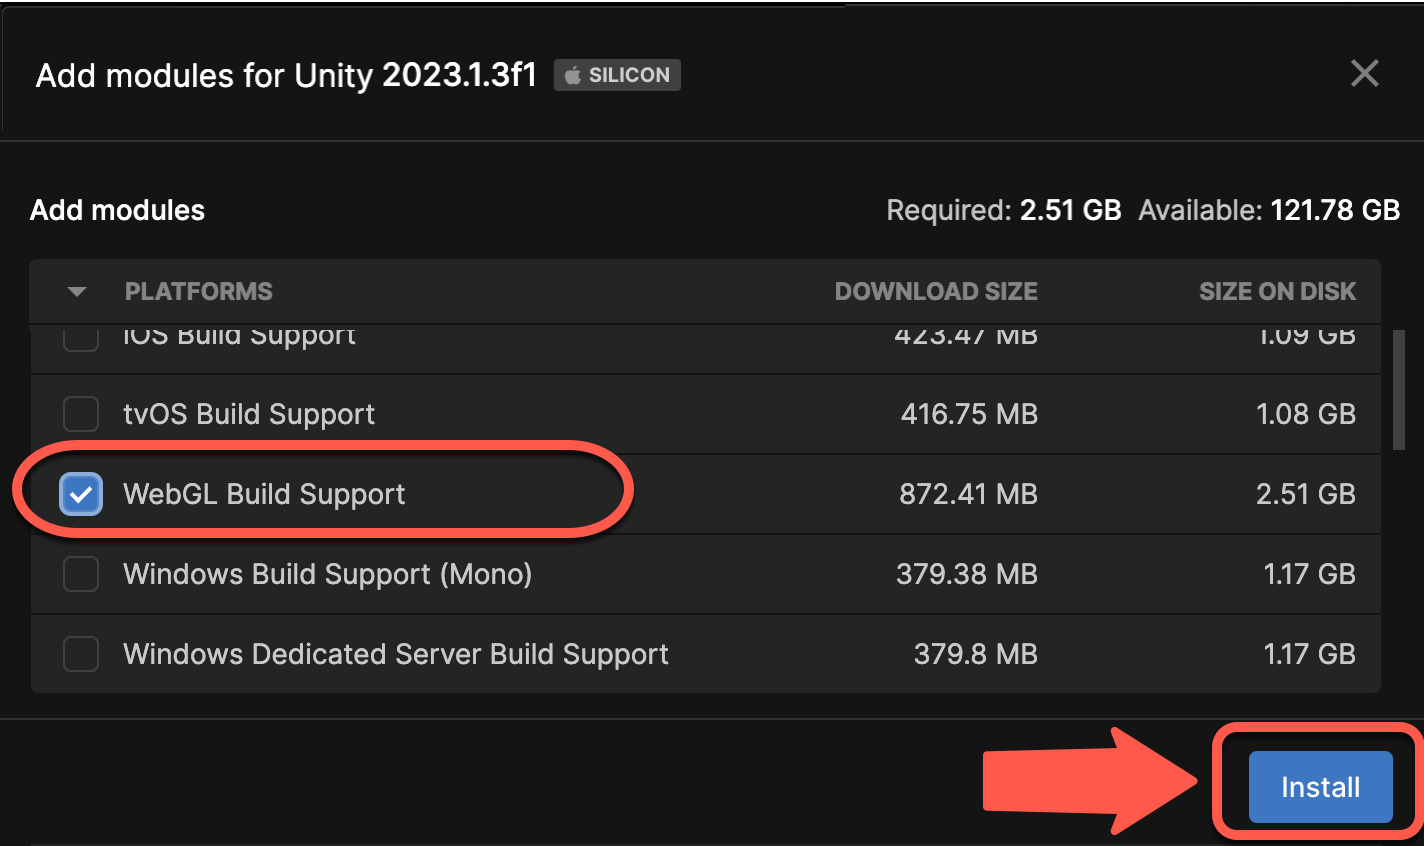 Add modules for Unity 2023.1.3f1 SILICON
Add modules Required: 2.51 GB Available: 121.78 GB
PLATFORMS DOWNLOAD SIZE SIZE ON DISK
iOS Build Support 423.47 MB 1.09 GB
tvOS Build Support 416.75 MB 1.08 GB
WebGL Build Support 872.41 MB 2.51 GB
Windows Build Support (Mono) 379.38 MB 1.17 GB
Windows Dedicated Server Build Support 379.8 MB 1.17 GB
Install